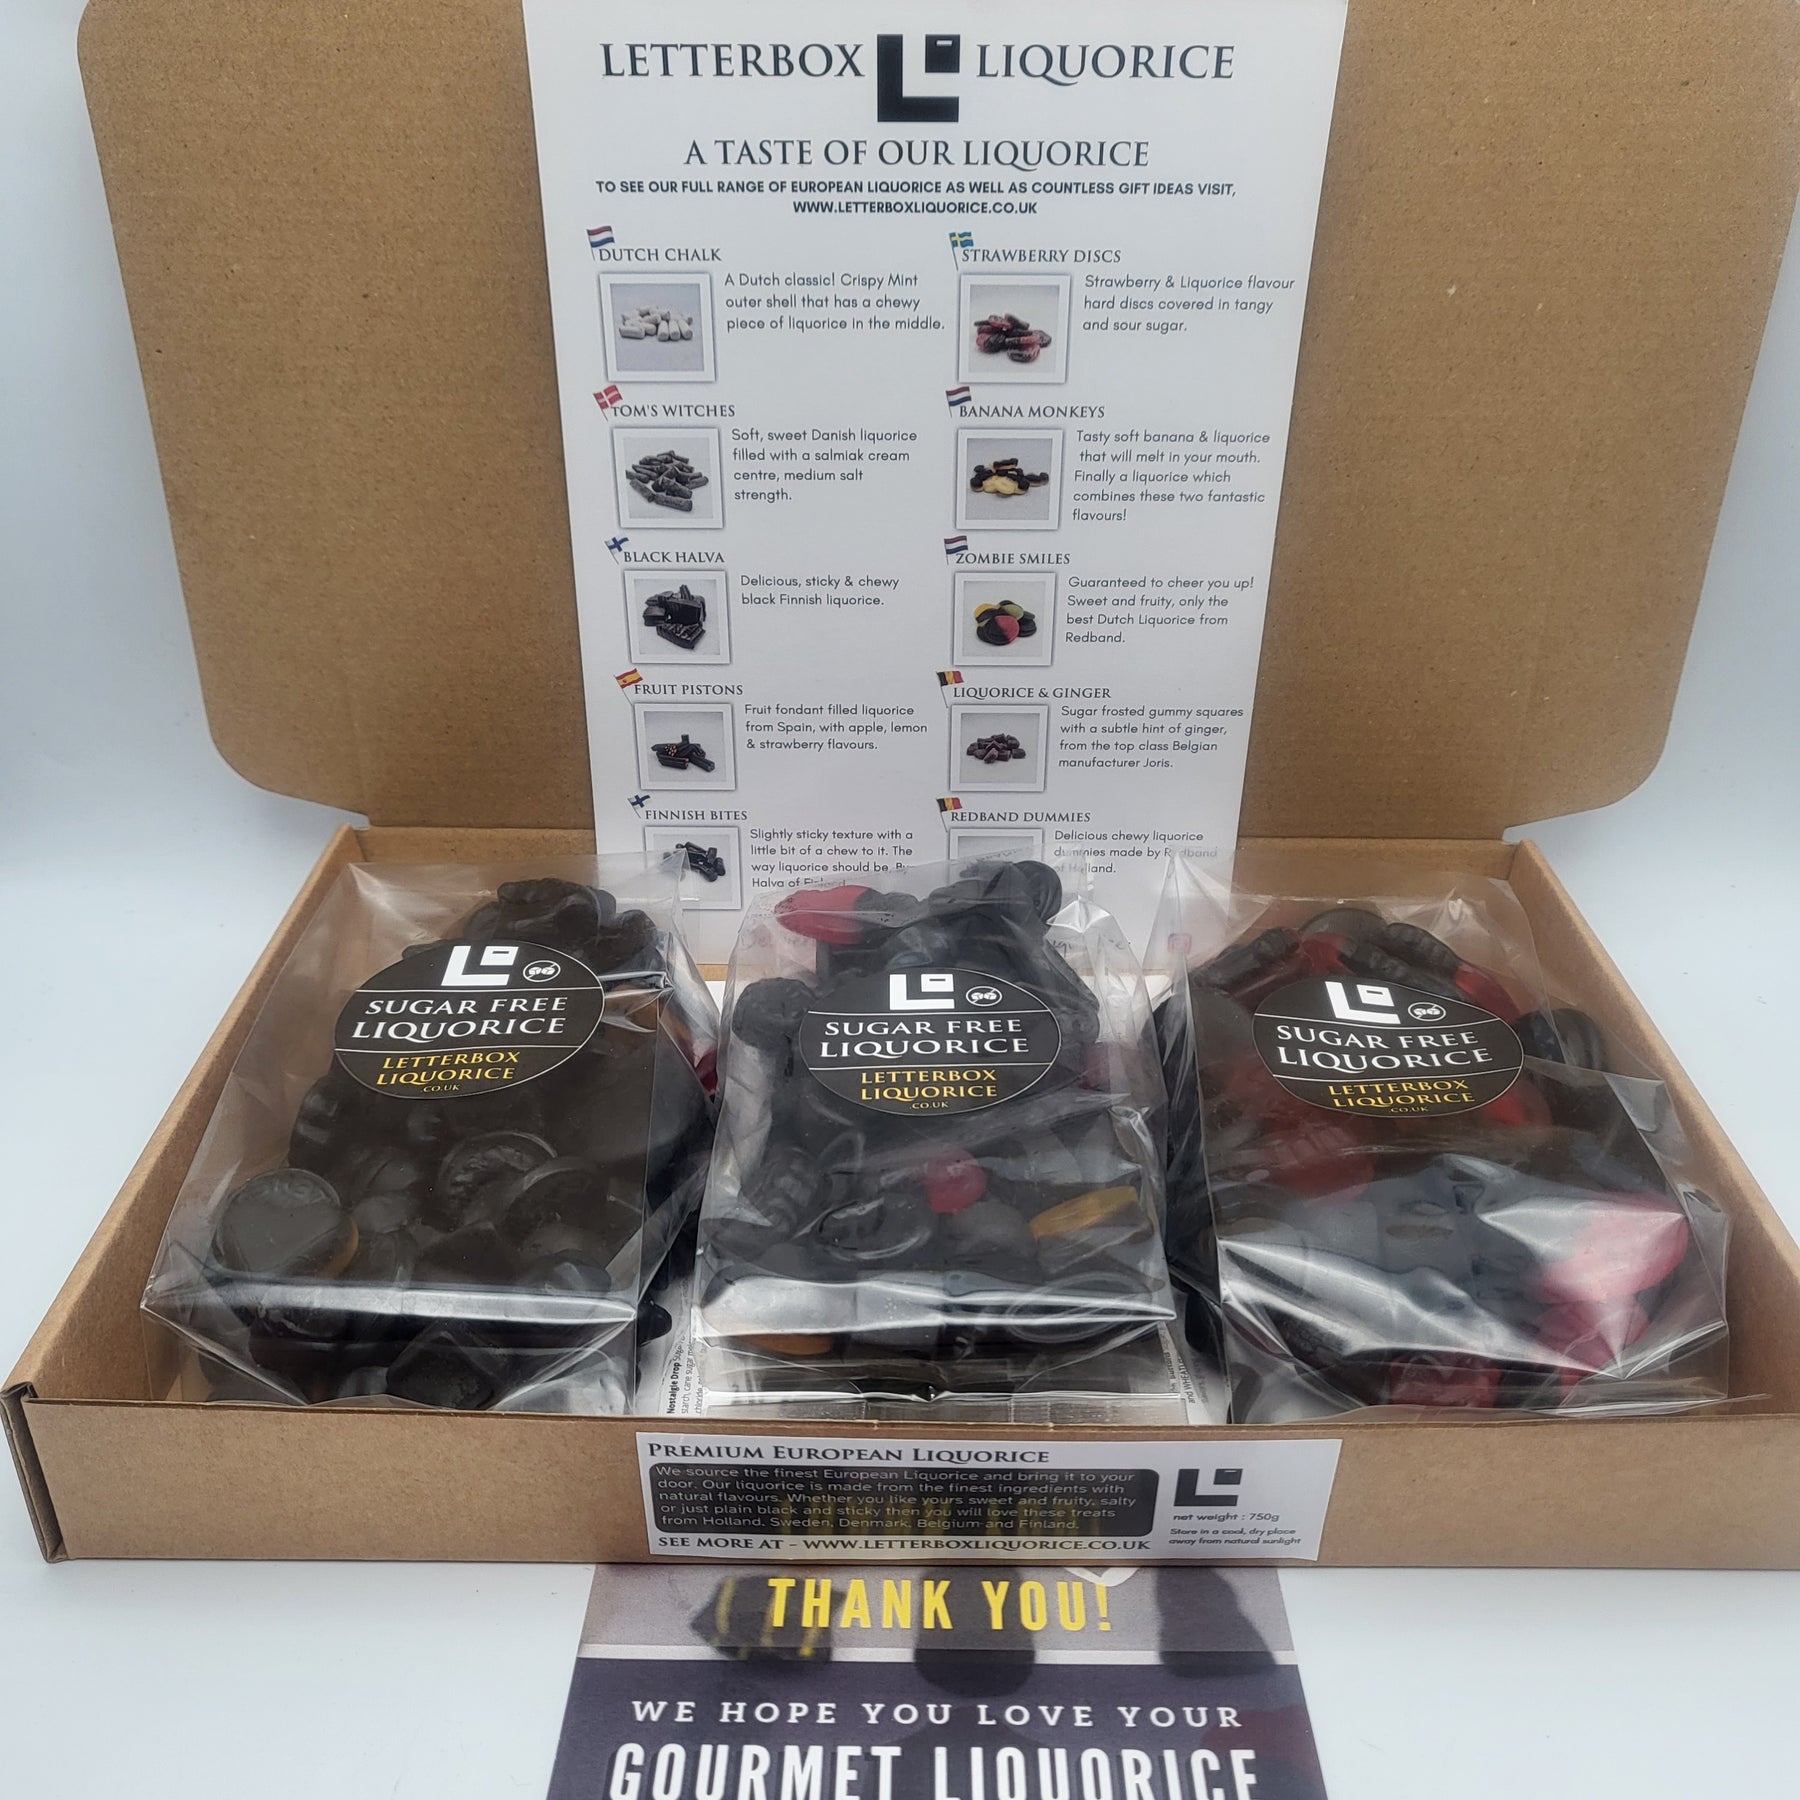 LETTERBOX LIQUORICE
A TASTE OF OUR LIQUORICE
TO SEE OUR FULL RANGE OF EUROPEAN LIQUORICE AS WELL AS COUNTLESS GIFT IDEAS VISIT,
WWW.LETTERBOXLIQUORICE.CO.UK
DUTCH CHALK
A Dutch classic! Crispy Mint
outer shell that has a chewy
piece of liquorice in the middle.
TOM'S WITCHES
Soft, sweet Danish liquorice
filled with a salmiak cream
centre, medium salt
strength.
BLACK HALVA
Delicious, sticky & chewy
black Finnish liquorice.
FRUIT PISTONS
Fruit fondant filled liquorice
from Spain, with apple, lemon
& strawberry flavours.
FINNISH BITES
Slightly sticky texture with a
little bit of a chew to it. The
way liquorice should be.
Halva of
STRAWBERRY DISCS
Strawberry & Liquorice flavour
hard discs covered in tangy
and sour sugar.
BANANA MONKEYS
Tasty soft banana & liquorice
that will melt in your mouth.
Finally a liquorice which
combines these two fantastic
flavours!
ZOMBIE SMILES
Guaranteed to cheer you up!
Sweet and fruity, only the
best Dutch Liquorice from
Redband.
LIQUORICE & GINGER
Sugar frosted gummy squares
with a subtle hint of ginger,
from the top class Belgian
manufacturer Joris.
REDBAND DUMMIES
Delicious chewy liquorice
dummies made by Redband
of Holland.
SUGAR FREE
LIQUORICE
LETTERBOX
LIQUORICE
.CO.UK
SUGAR FREE
LIQUORICE
LETTERBOX
LIQUORICE
.CO.UK
SUGAR FREE
LIQUORICE
LETTERBOX
LIQUORICE
.CO.UK
Nostalgie Drop
PREMIUM EUROPEAN LIQUORICE
We source the finest European Liquorice and bring it to your
door. Our liquorice is made from the finest ingredients with
natural flavours. Whether you like yours sweet and fruity, salty
or just plain black and sticky then you will love these treats
from Holland, Sweden, Denmark, Belgium and Finland.
SEE MORE AT - WWW.LETTERBOXLIQUORICE.CO.UK
net weight : 750g
Store in a cool, dry place
away from natural sunlight
THANK YOU!
WE HOPE YOU LOVE YOUR
GOURMET LIQUORICE